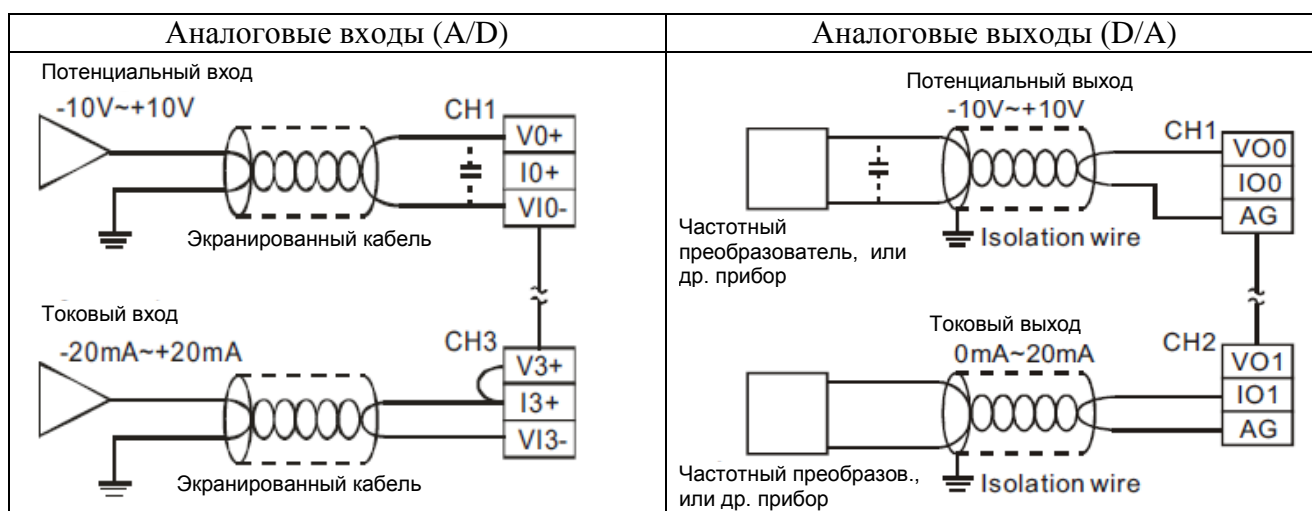 Аналоговые входы (A/D)
Потенциальный вход
-10V~+10V
CH1
V0+
I0+
VI0-
Экранированный кабель
Токовый вход
-20mA~+20mA
CH3
V3+
I3+
VI3-
Экранированный кабель
Аналоговые выходы (D/A)
Потенциальный выход
-10V~+10V
CH1
VO0
IO0
AG
Частотный
преобразователь, или
др. прибор
Isolation wire
Токовый выход
0mA~20mA
CH2
VO1
IO1
AG
Частотный преобразов.,
или др. прибор
Isolation wire